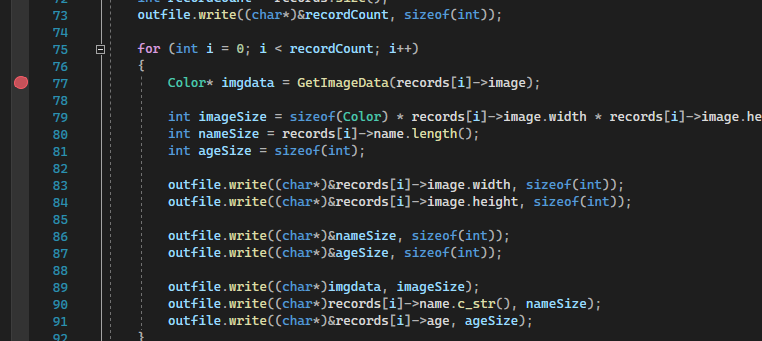 73 outfile.write((char*)&recordCount, sizeof(int));
74
75 for (int i = 0; i < recordCount; i++)
76 {
77 Color* imgdata = GetImageData(records[i]->image);
78
79 int imageSize = sizeof(Color) * records[i]->image.width * records[i]->image.he
80 int nameSize = records[i]->name.length();
81 int ageSize = sizeof(int);
82
83 outfile.write((char*)&records[i]->image.width, sizeof(int));
84 outfile.write((char*)&records[i]->image.height, sizeof(int));
85
86 outfile.write((char*)&nameSize, sizeof(int));
87 outfile.write((char*)&ageSize, sizeof(int));
88
89 outfile.write((char*)imgdata, imageSize);
90 outfile.write((char*)records[i]->name.c_str(), nameSize);
91 outfile.write((char*)&records[i]->age, ageSize);
92 }